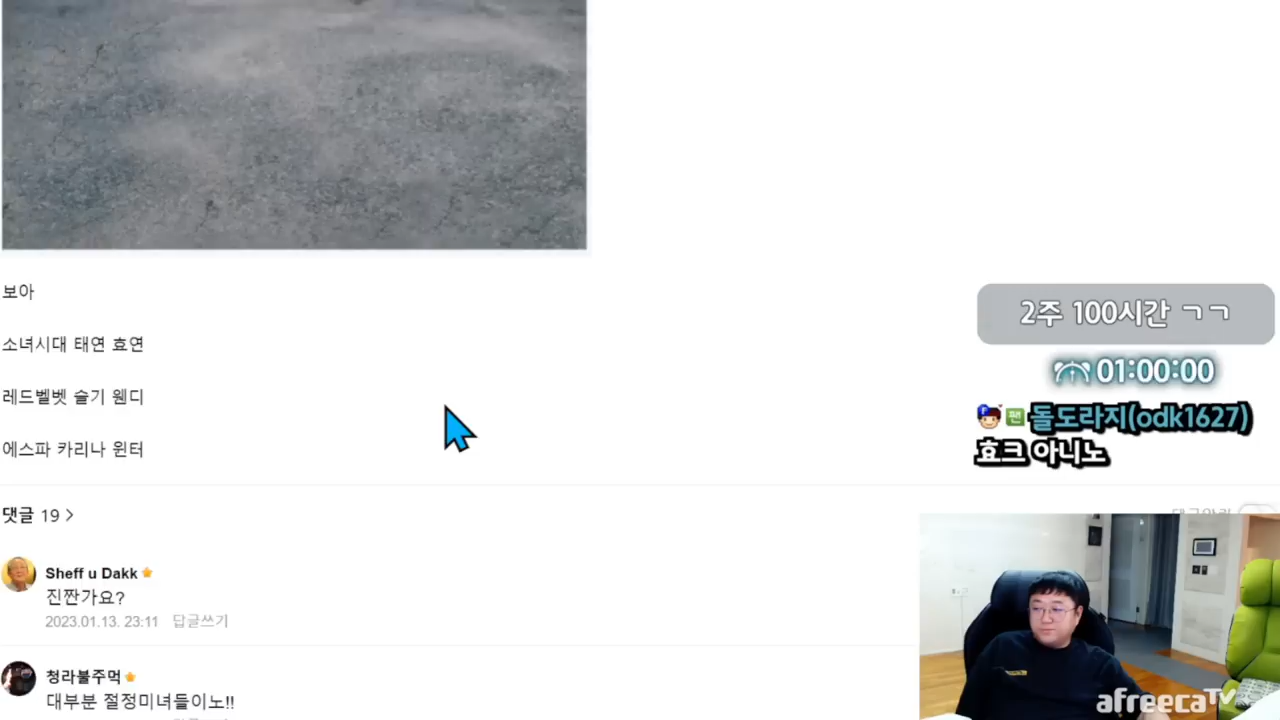 보아
소녀시대 태연 효연
레드벨벳 슬기 웬디
에스파 카리나 윈터
2주 100시간 ㄱㄱ
01:00:00
팬 돌도라지(odk1627)
효크 아니노
댓글 19 >
Sheff u Dakk
진짠가요?
2023.01.13. 23:11 답글쓰기
청라불주먹
대부분 절정미녀들이노!!
afreecaTV